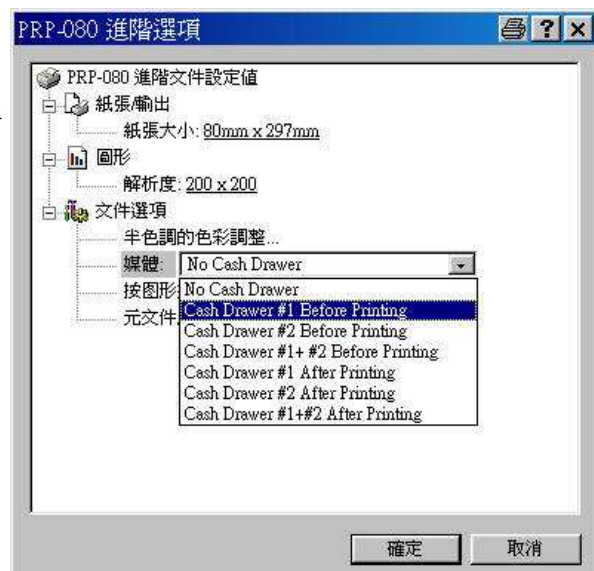 PRP-080 進階選項
PRP-080 進階文件設定值
紙張/輸出
紙張大小: 80mm x 297mm
圖形
解析度: 200 x 200
文件選項
半色調的色彩調整...
媒體: No Cash Drawer
按图形
No Cash Drawer
元文件
Cash Drawer #1 Before Printing
Cash Drawer #2 Before Printing
Cash Drawer #1+ #2 Before Printing
Cash Drawer #1 After Printing
Cash Drawer #2 After Printing
Cash Drawer #1+#2 After Printing
確定
取消